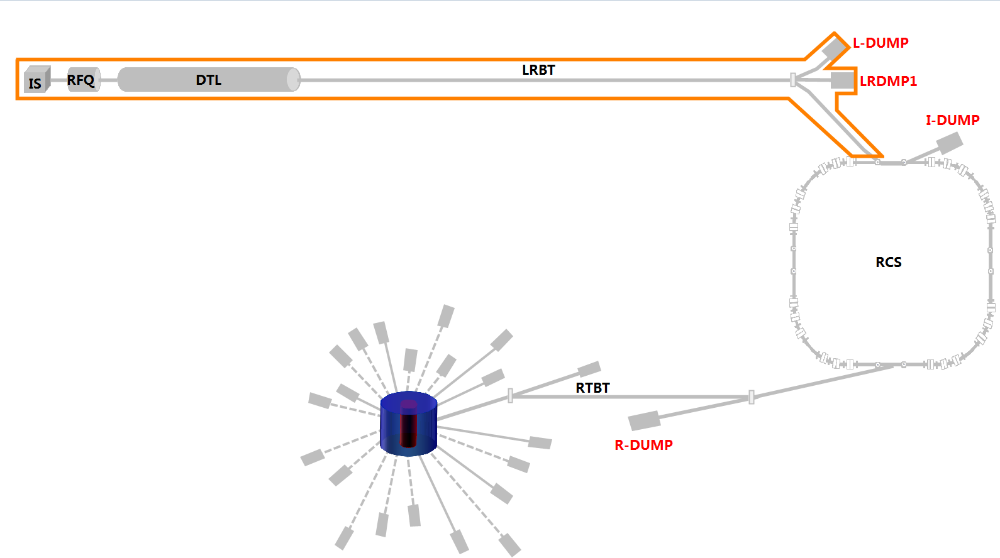 L-DUMP
LRBT
IS
RFQ
DTL
LRDMP1
I-DUMP
RCS
RTBT
R-DUMP